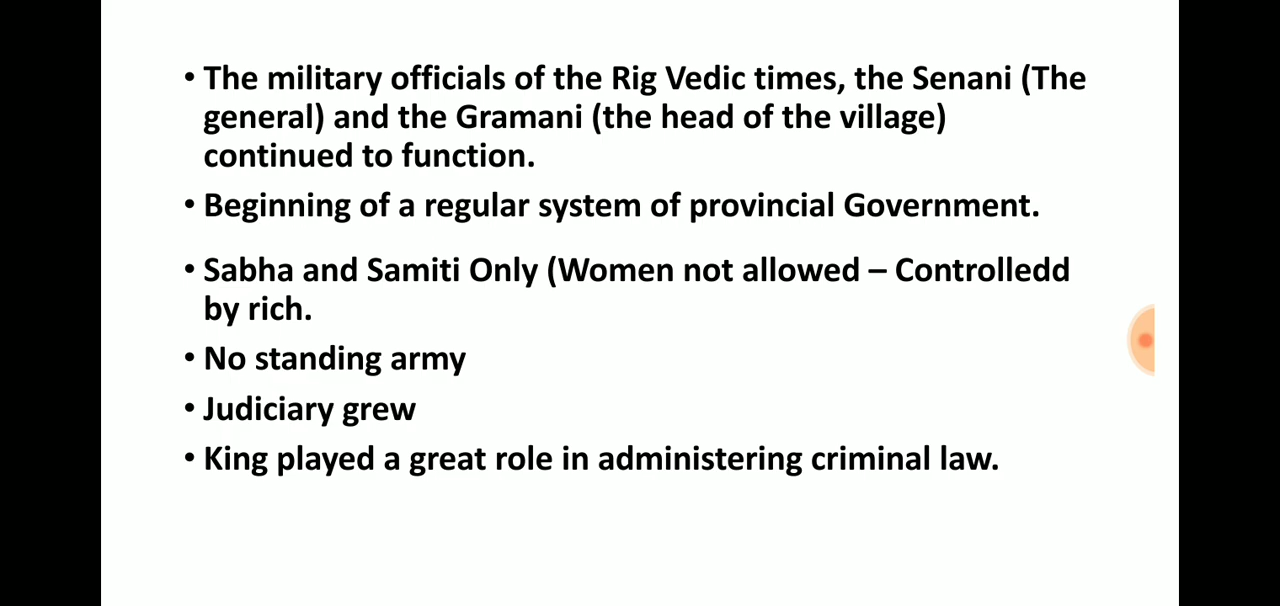 • The military officials of the Rig Vedic times, the Senani (The
general) and the Gramani (the head of the village)
continued to function.
• Beginning of a regular system of provincial Government.
• Sabha and Samiti Only (Women not allowed – Controlledd
by rich.
• No standing army
• Judiciary grew
• King played a great role in administering criminal law.